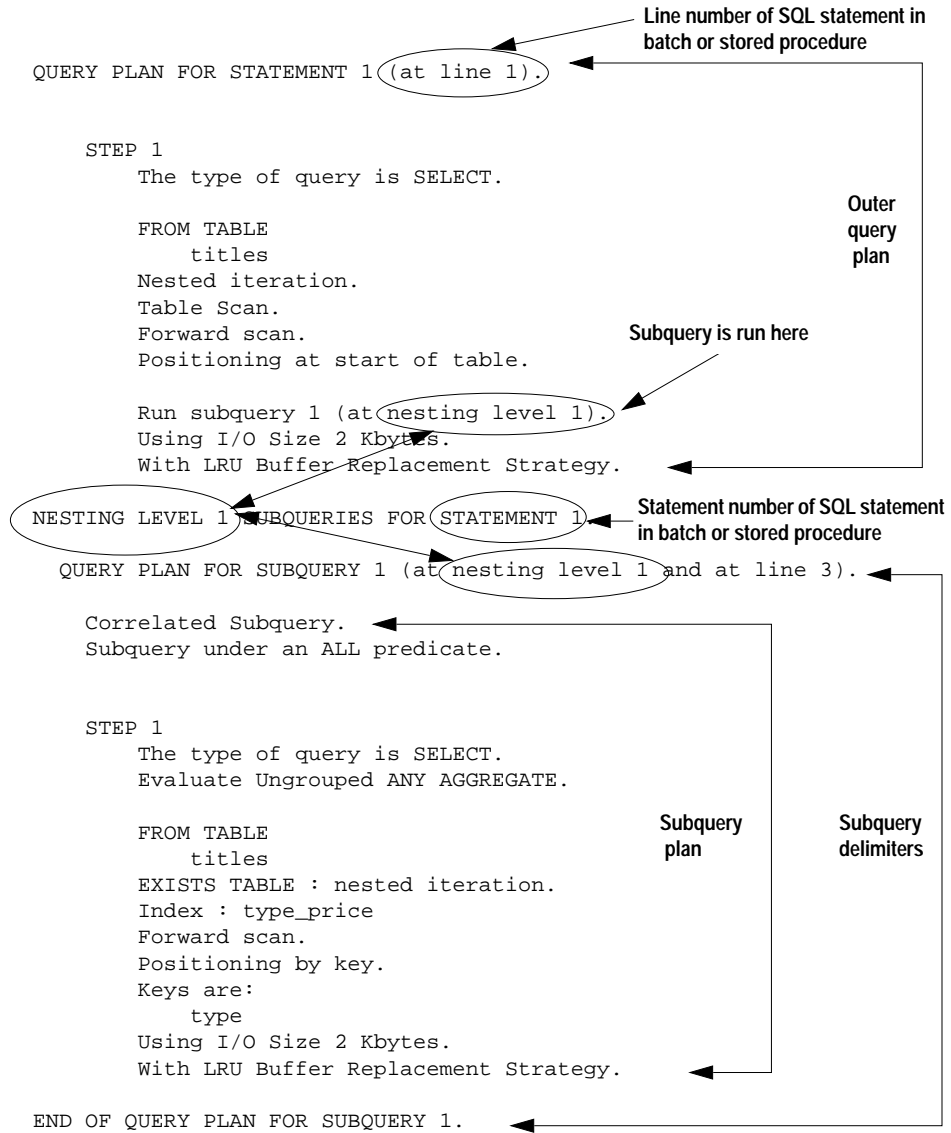 Line number of SQL statement in
batch or stored procedure
QUERY PLAN FOR STATEMENT 1 (at line 1).
STEP 1
The type of query is SELECT.
FROM TABLE
titles
Nested iteration.
Table Scan.
Forward scan.
Positioning at start of table.
Outer
query
plan
Subquery is run here
Run subquery 1 (at nesting level 1).
Using I/O Size 2 Kbytes.
With LRU Buffer Replacement Strategy.
NESTING LEVEL 1 SUBQUERIES FOR STATEMENT 1.
Statement number of SQL statement
in batch or stored procedure
QUERY PLAN FOR SUBQUERY 1 (at nesting level 1 and at line 3).
Correlated Subquery.
Subquery under an ALL predicate.
STEP 1
The type of query is SELECT.
Evaluate Ungrouped ANY AGGREGATE.
FROM TABLE
titles
EXISTS TABLE : nested iteration.
Index : type_price
Forward scan.
Positioning by key.
Keys are:
type
Using I/O Size 2 Kbytes.
With LRU Buffer Replacement Strategy.
Subquery
plan
Subquery
delimiters
END OF QUERY PLAN FOR SUBQUERY 1.